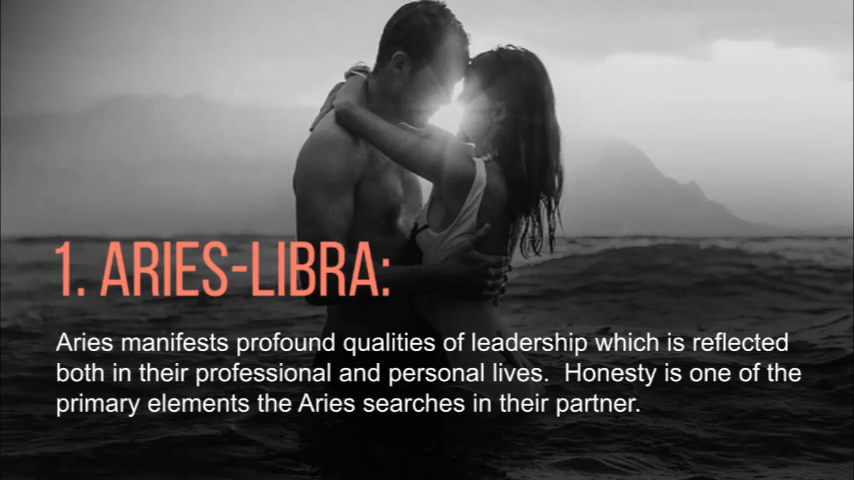 1. ARIES-LIBRA:
Aries manifests profound qualities of leadership which is reflected
both in their professional and personal lives.  Honesty is one of the
primary elements the Aries searches in their partner.